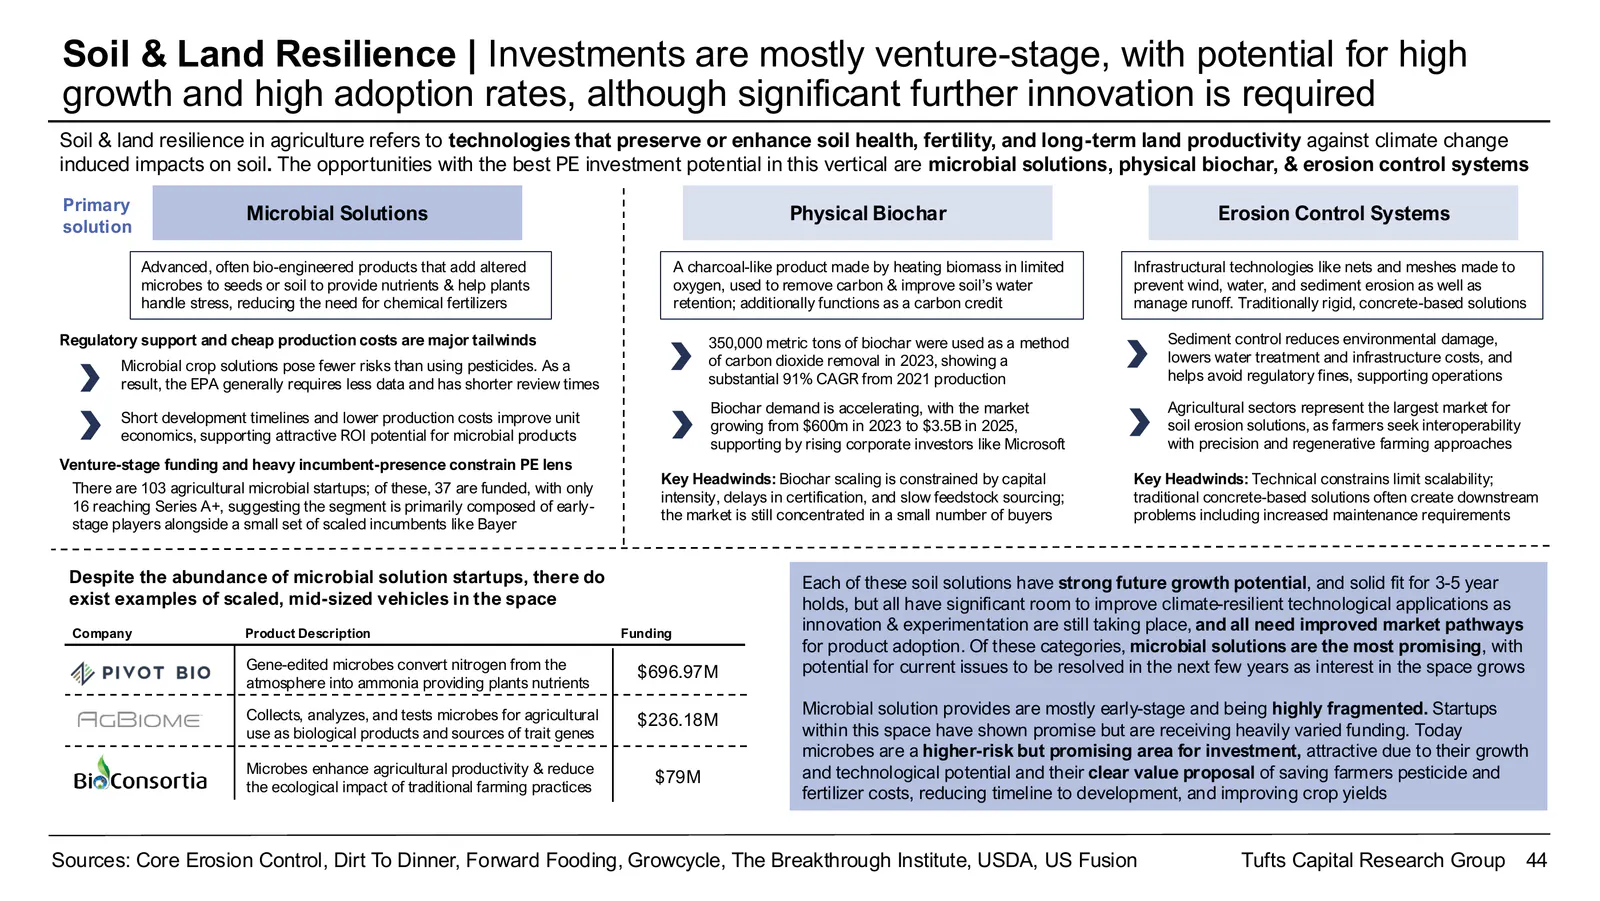 Soil & Land Resilience | Investments are mostly venture-stage, with potential for high
growth and high adoption rates, although significant further innovation is required
Soil & land resilience in agriculture refers to technologies that preserve or enhance soil health, fertility, and long-term land productivity against climate change
induced impacts on soil. The opportunities with the best PE investment potential in this vertical are microbial solutions, physical biochar, & erosion control systems
Primary
solution
Microbial Solutions
Advanced, often bio-engineered products that add altered
microbes to seeds or soil to provide nutrients & help plants
handle stress, reducing the need for chemical fertilizers
Regulatory support and cheap production costs are major tailwinds
Microbial crop solutions pose fewer risks than using pesticides. As a
result, the EPA generally requires less data and has shorter review times
Short development timelines and lower production costs improve unit
economics, supporting attractive ROI potential for microbial products
Venture-stage funding and heavy incumbent-presence constrain PE lens
There are 103 agricultural microbial startups; of these, 37 are funded, with only
16 reaching Series A+, suggesting the segment is primarily composed of early-
stage players alongside a small set of scaled incumbents like Bayer
Physical Biochar
A charcoal-like product made by heating biomass in limited
oxygen, used to remove carbon & improve soil's water
retention; additionally functions as a carbon credit
350,000 metric tons of biochar were used as a method
of carbon dioxide removal in 2023, showing a
substantial 91% CAGR from 2021 production
Biochar demand is accelerating, with the market
growing from $600m in 2023 to $3.5B in 2025,
supporting by rising corporate investors like Microsoft
Key Headwinds: Biochar scaling is constrained by capital
intensity, delays in certification, and slow feedstock sourcing;
the market is still concentrated in a small number of buyers
Erosion Control Systems
Infrastructural technologies like nets and meshes made to
prevent wind, water, and sediment erosion as well as
manage runoff. Traditionally rigid, concrete-based solutions
Sediment control reduces environmental damage,
lowers water treatment and infrastructure costs, and
helps avoid regulatory fines, supporting operations
Agricultural sectors represent the largest market for
soil erosion solutions, as farmers seek interoperability
with precision and regenerative farming approaches
Key Headwinds: Technical constrains limit scalability;
traditional concrete-based solutions often create downstream
problems including increased maintenance requirements
Despite the abundance of microbial solution startups, there do
exist examples of scaled, mid-sized vehicles in the space
Company Product Description Funding
PIVOT BIO
Gene-edited microbes convert nitrogen from the
atmosphere into ammonia providing plants nutrients
$696.97M
AGBIOME
Collects, analyzes, and tests microbes for agricultural
use as biological products and sources of trait genes
$236.18M
BioConsortia
Microbes enhance agricultural productivity & reduce
the ecological impact of traditional farming practices
$79M
Each of these soil solutions have strong future growth potential, and solid fit for 3-5 year
holds, but all have significant room to improve climate-resilient technological applications as
innovation & experimentation are still taking place, and all need improved market pathways
for product adoption. Of these categories, microbial solutions are the most promising, with
potential for current issues to be resolved in the next few years as interest in the space grows
Microbial solution provides are mostly early-stage and being highly fragmented. Startups
within this space have shown promise but are receiving heavily varied funding. Today
microbes are a higher-risk but promising area for investment, attractive due to their growth
and technological potential and their clear value proposal of saving farmers pesticide and
fertilizer costs, reducing timeline to development, and improving crop yields
Sources: Core Erosion Control, Dirt To Dinner, Forward Fooding, Growcycle, The Breakthrough Institute, USDA, US Fusion
Tufts Capital Research Group 44